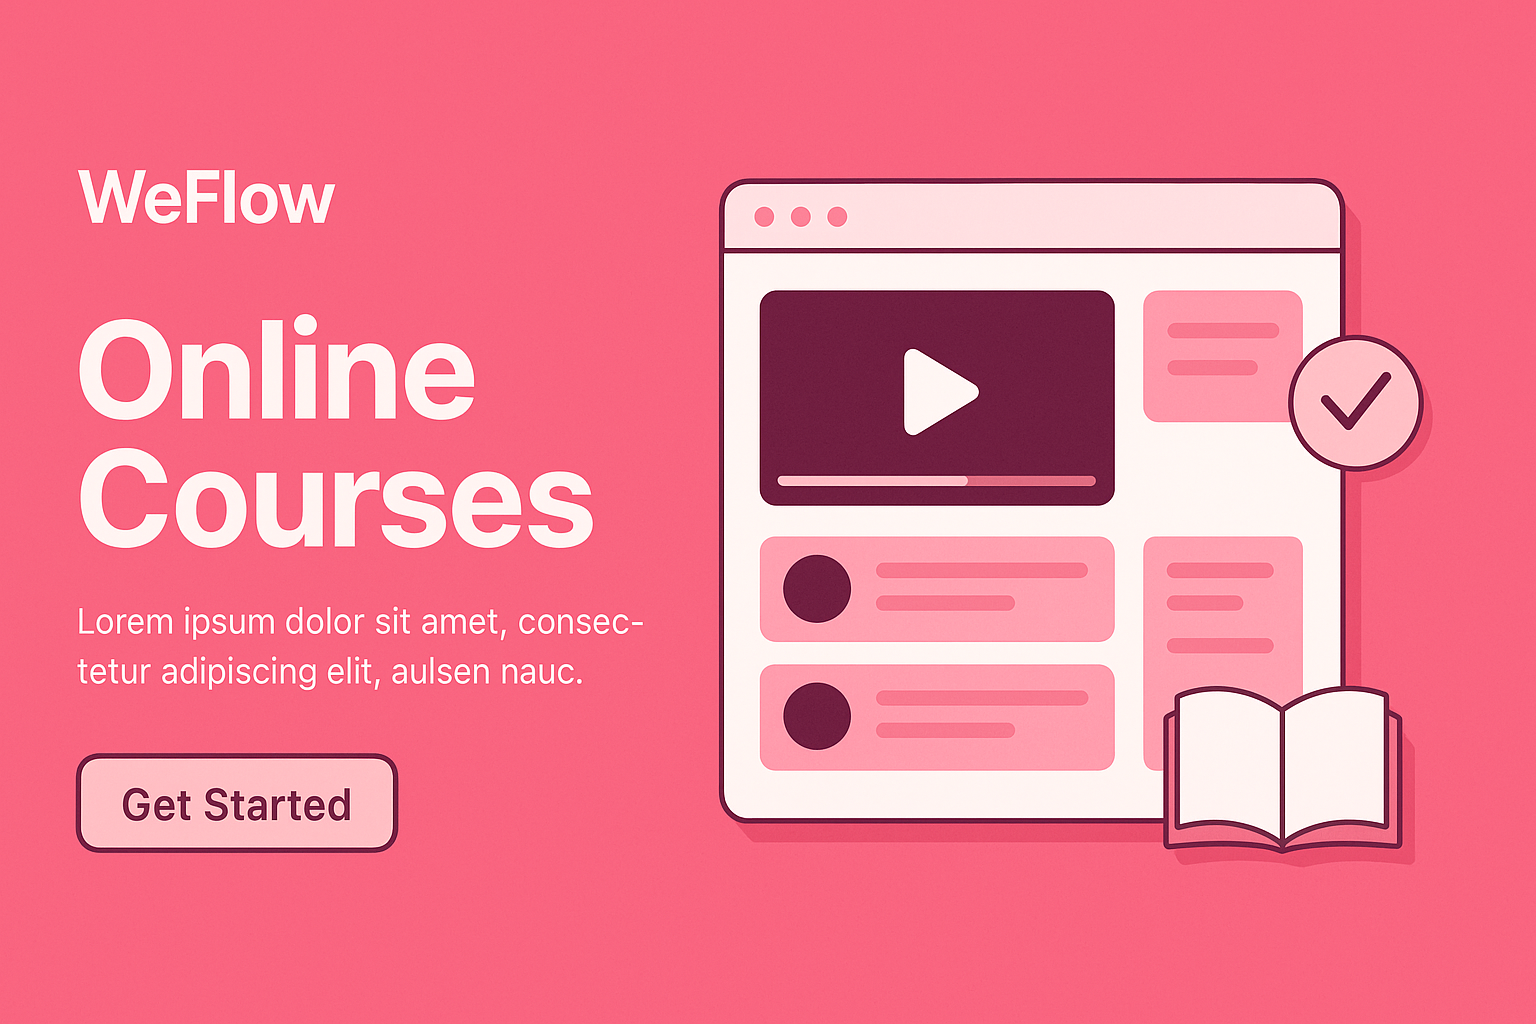 WeFlow
Online
Courses
Lorem ipsum dolor sit amet, consec-
tetur adipiscing elit, aulsen nauc.
Get Started